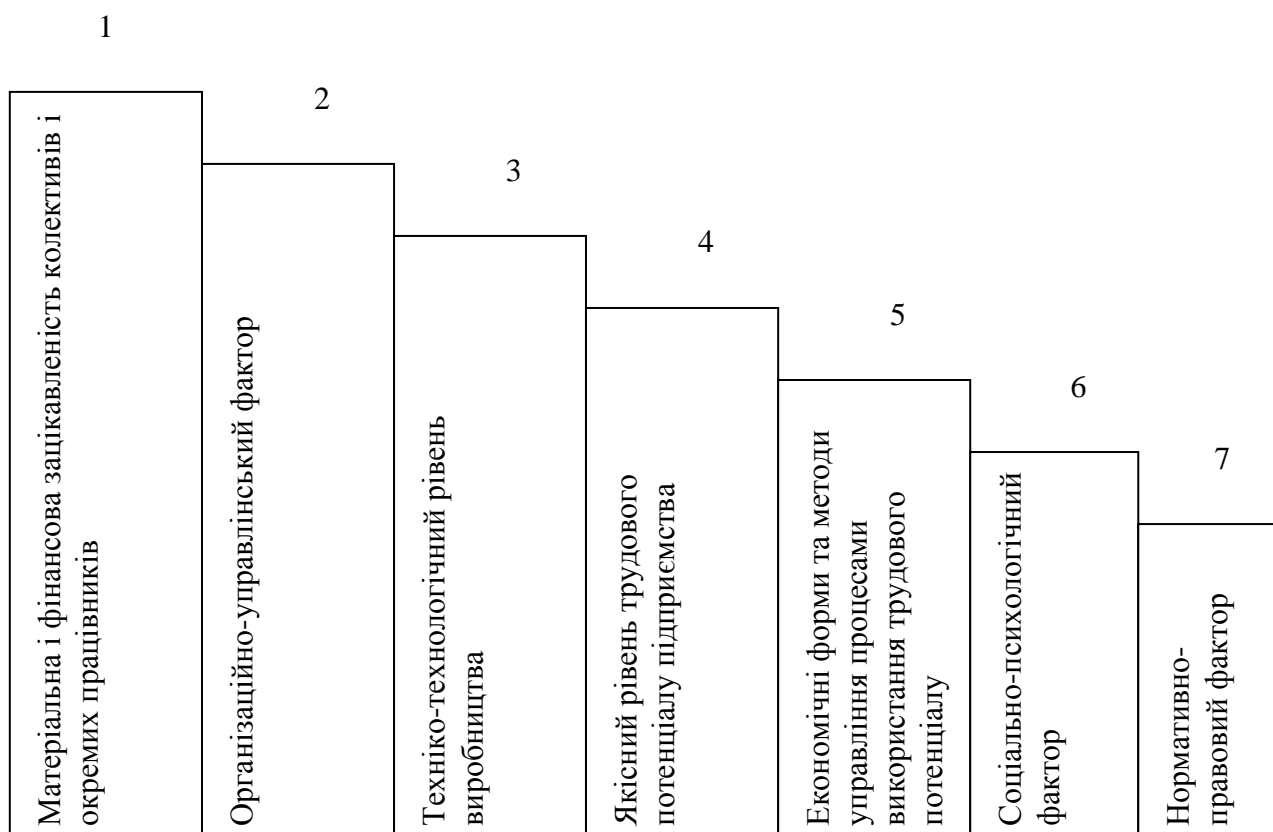 1
Матеріальна і фінансова зацікавленість колективів і
окремих працівників
2
Організаційно-управлінський фактор
3
Техніко-технологічний рівень
виробництва
4
Якісний рівень трудового
потенціалу підприємства
5
Економічні форми та методи
управління процесами
використання трудового
потенціалу
6
Соціально-психологічний
фактор
7
Нормативно-
правовий фактор